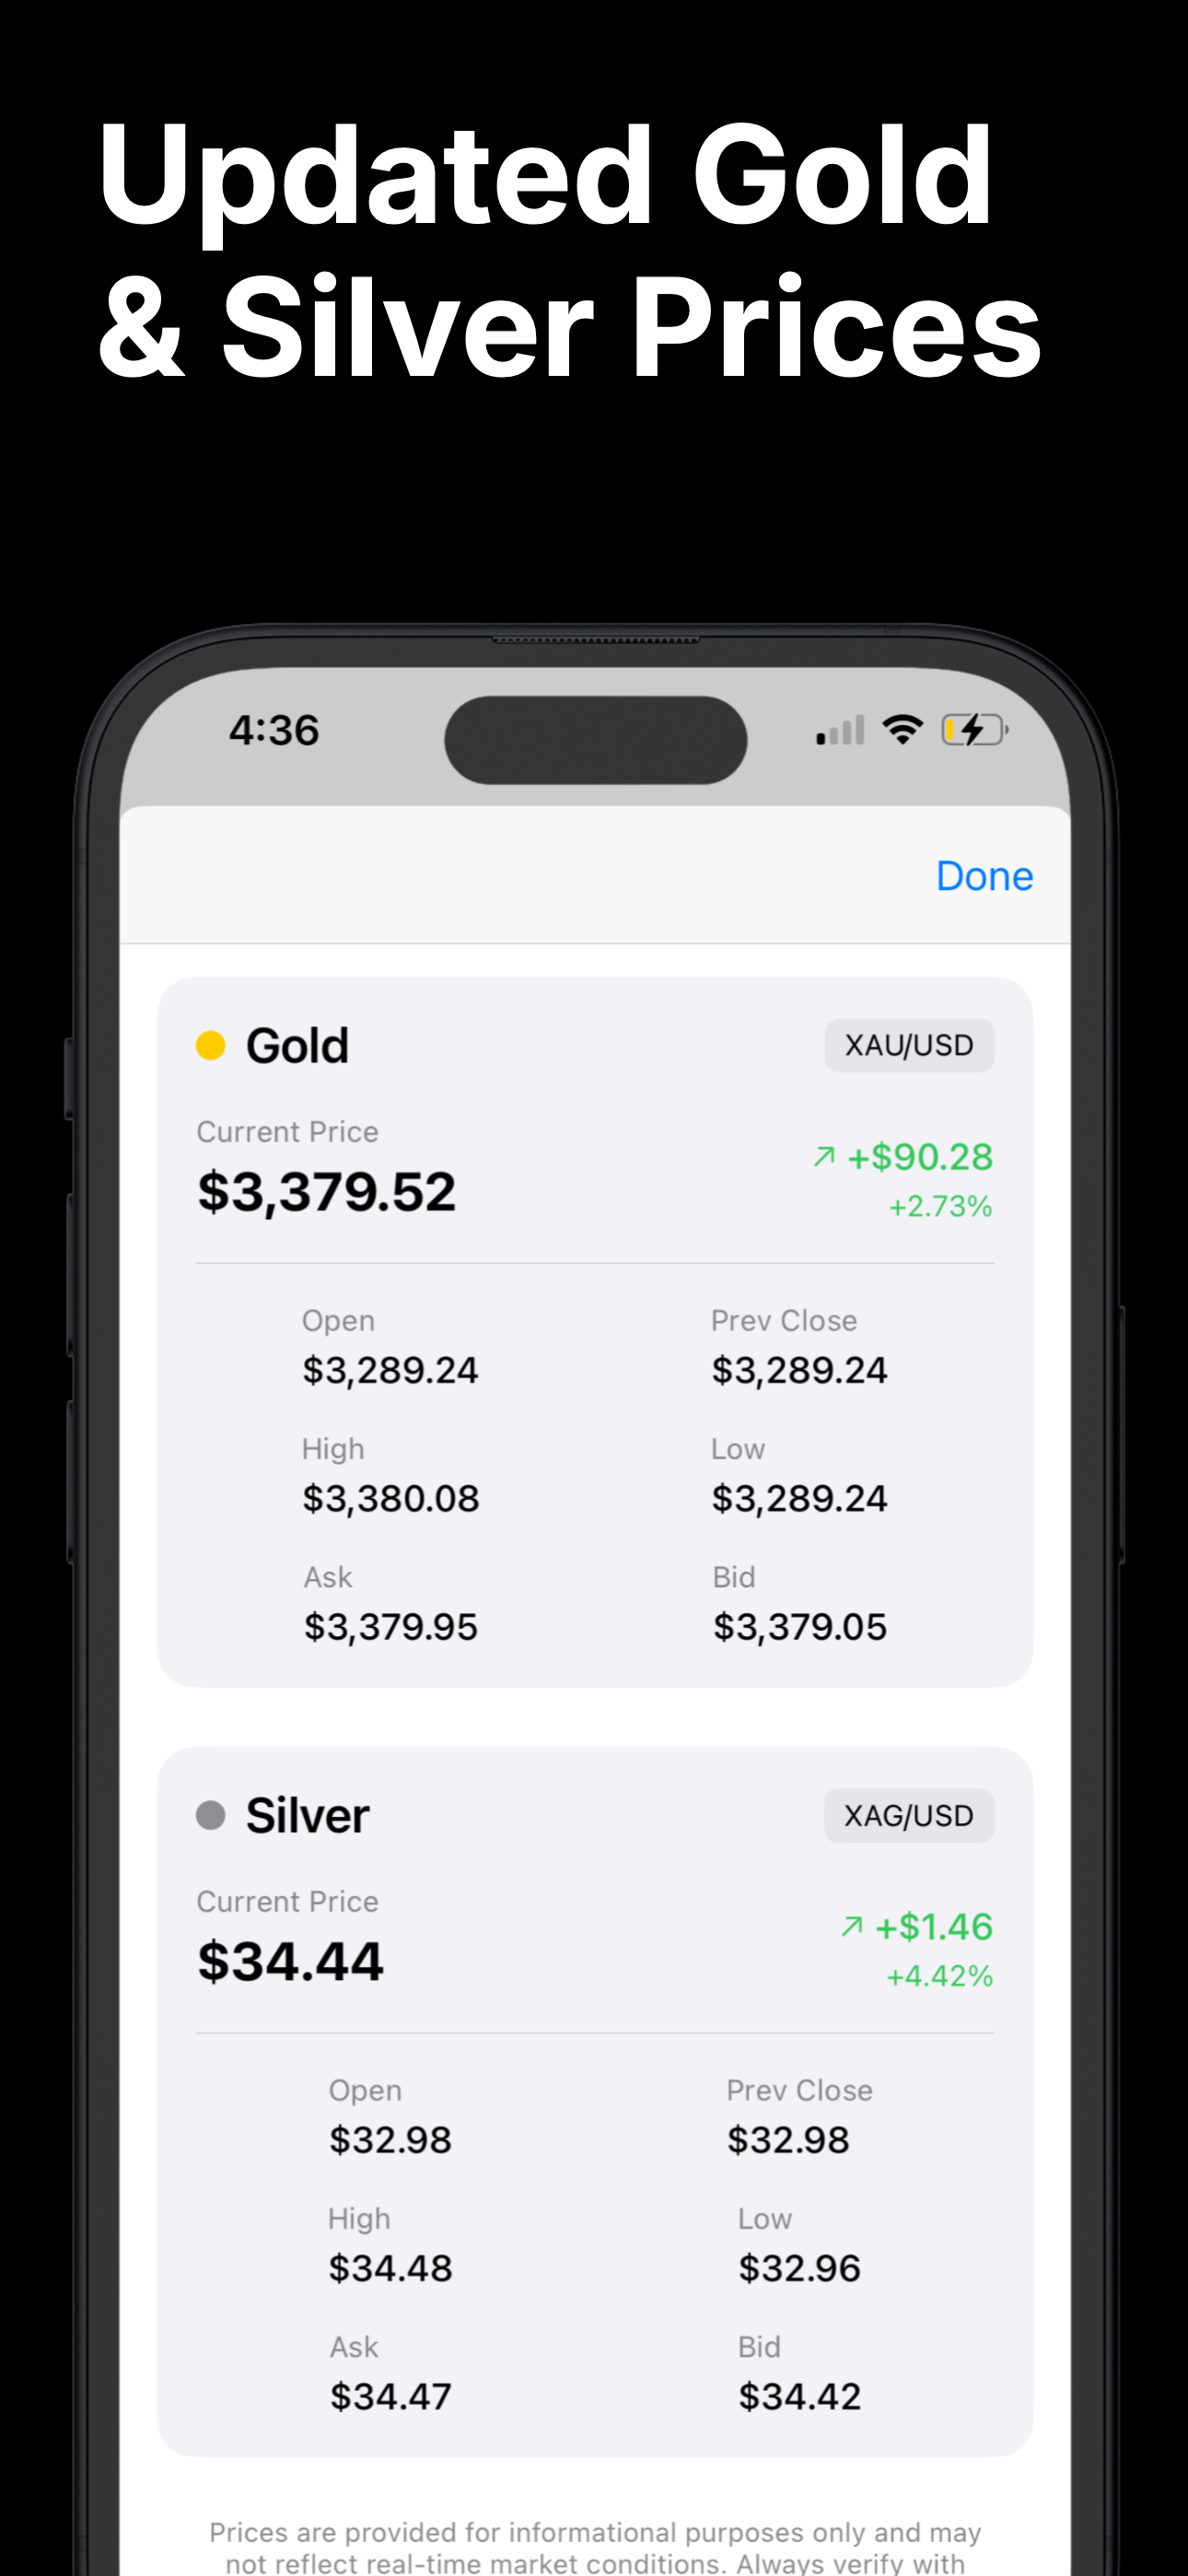 Updated Gold
& Silver Prices
4:36
Done
Gold
XAU/USD
Current Price
$3,379.52
+$90.28
+2.73%
Open
Prev Close
$3,289.24
$3,289.24
High
Low
$3,380.08
$3,289.24
Ask
Bid
$3,379.95
$3,379.05
Silver
XAG/USD
Current Price
$34.44
+$1.46
+4.42%
Open
Prev Close
$32.98
$32.98
High
Low
$34.48
$32.96
Ask
Bid
$34.47
$34.42
Prices are provided for informational purposes only and may
not reflect real-time market conditions. Always verify with